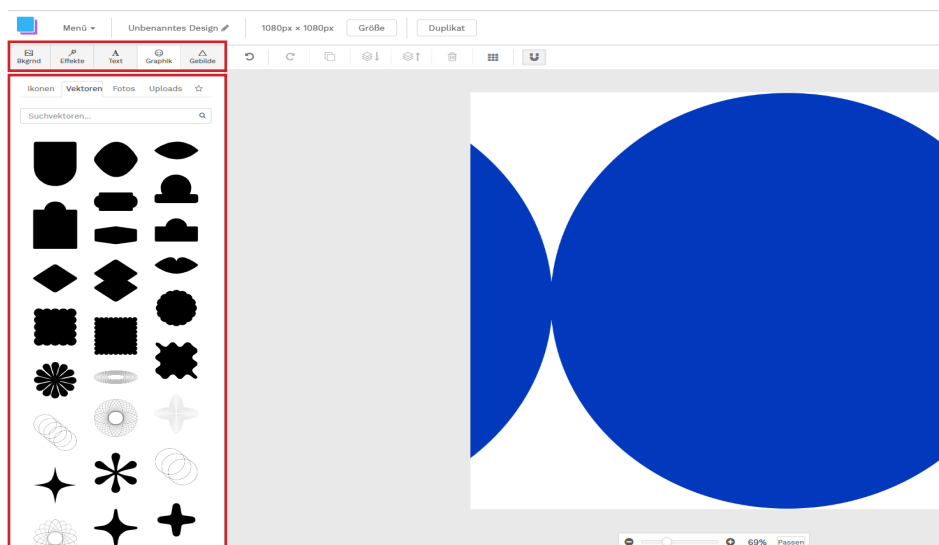 Menü Unbenanntes Design 1080px × 1080px Größe Duplikat
Bkgrnd Effekte Text Graphik Gebilde
Ikonen Vektoren Fotos Uploads
Suchvektoren...
69% Passen